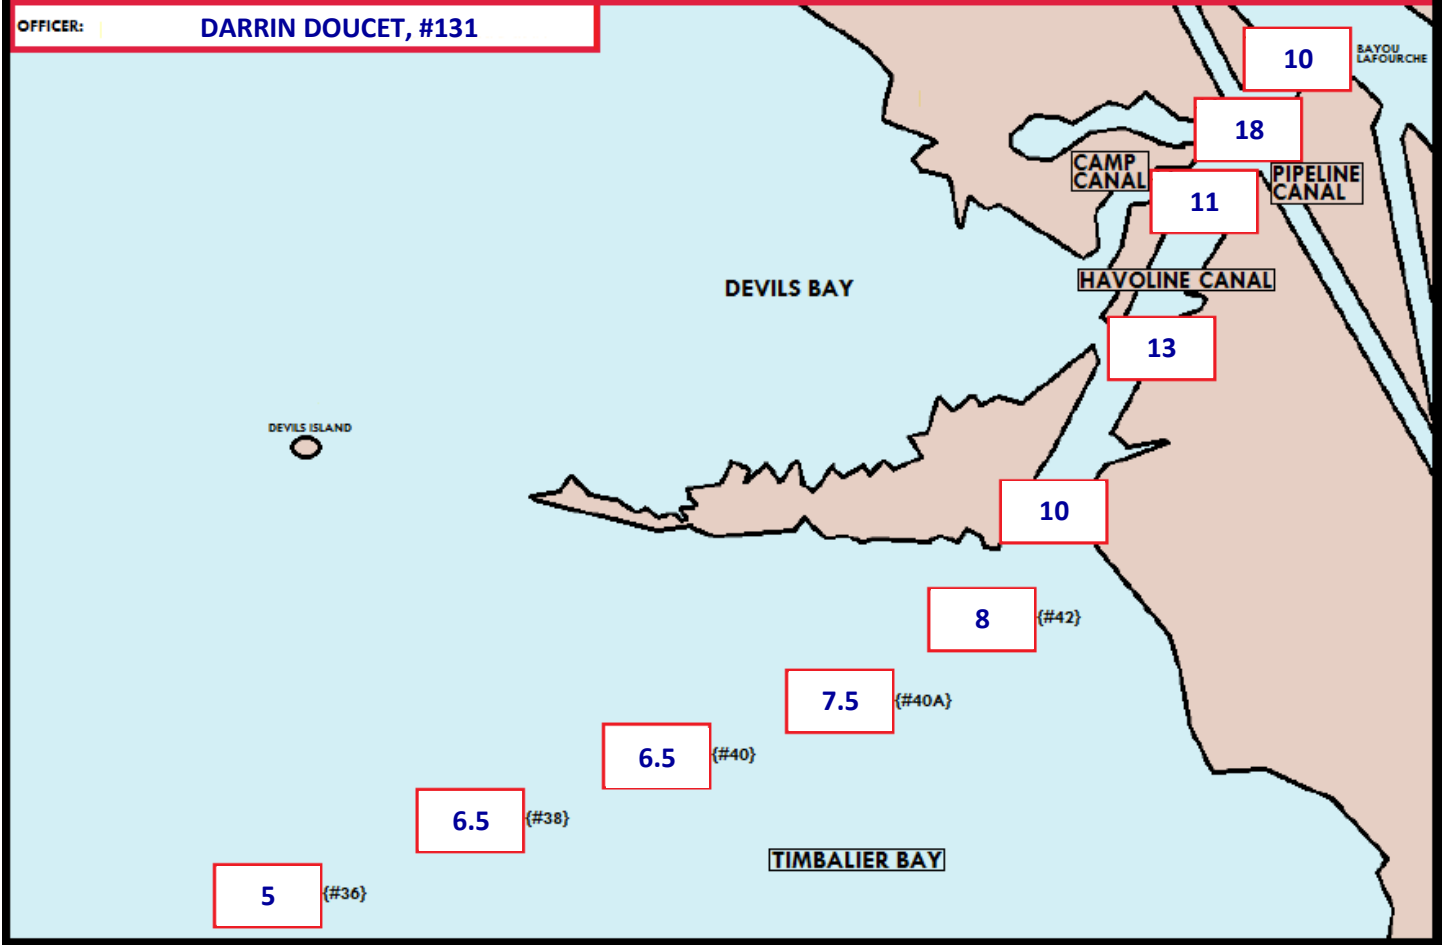 OFFICER: DARRIN DOUCET, #131
10
BAYOU
LAFOURCHE
18
CAMP
CANAL
PIPELINE
CANAL
11
HAVOLINE CANAL
DEVILS BAY
13
DEVILS ISLAND
10
8 {#42}
7.5 {#40A}
6.5 {#40}
6.5 {#38}
TIMBALIER BAY
5 {#36}